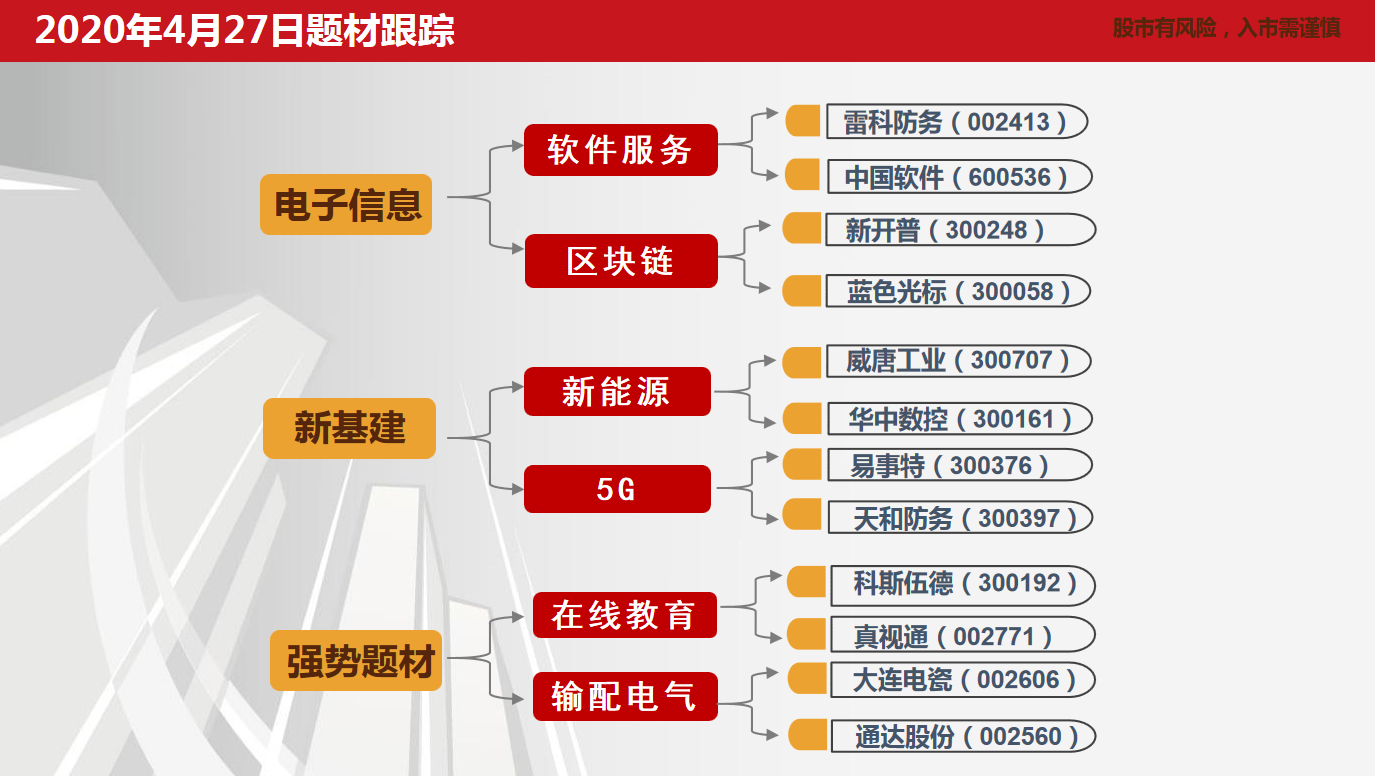 2020年4月27日题材跟踪
股市有风险，入市需谨慎
电子信息
软件服务
雷科防务（002413）
中国软件（600536）
区块链
新开普（300248）
蓝色光标（300058）
新基建
新能源
威唐工业（300707）
华中数控（300161）
5G
易事特（300376）
天和防务（300397）
强势题材
在线教育
科斯伍德（300192）
真视通（002771）
输配电气
大连电瓷（002606）
通达股份（002560）